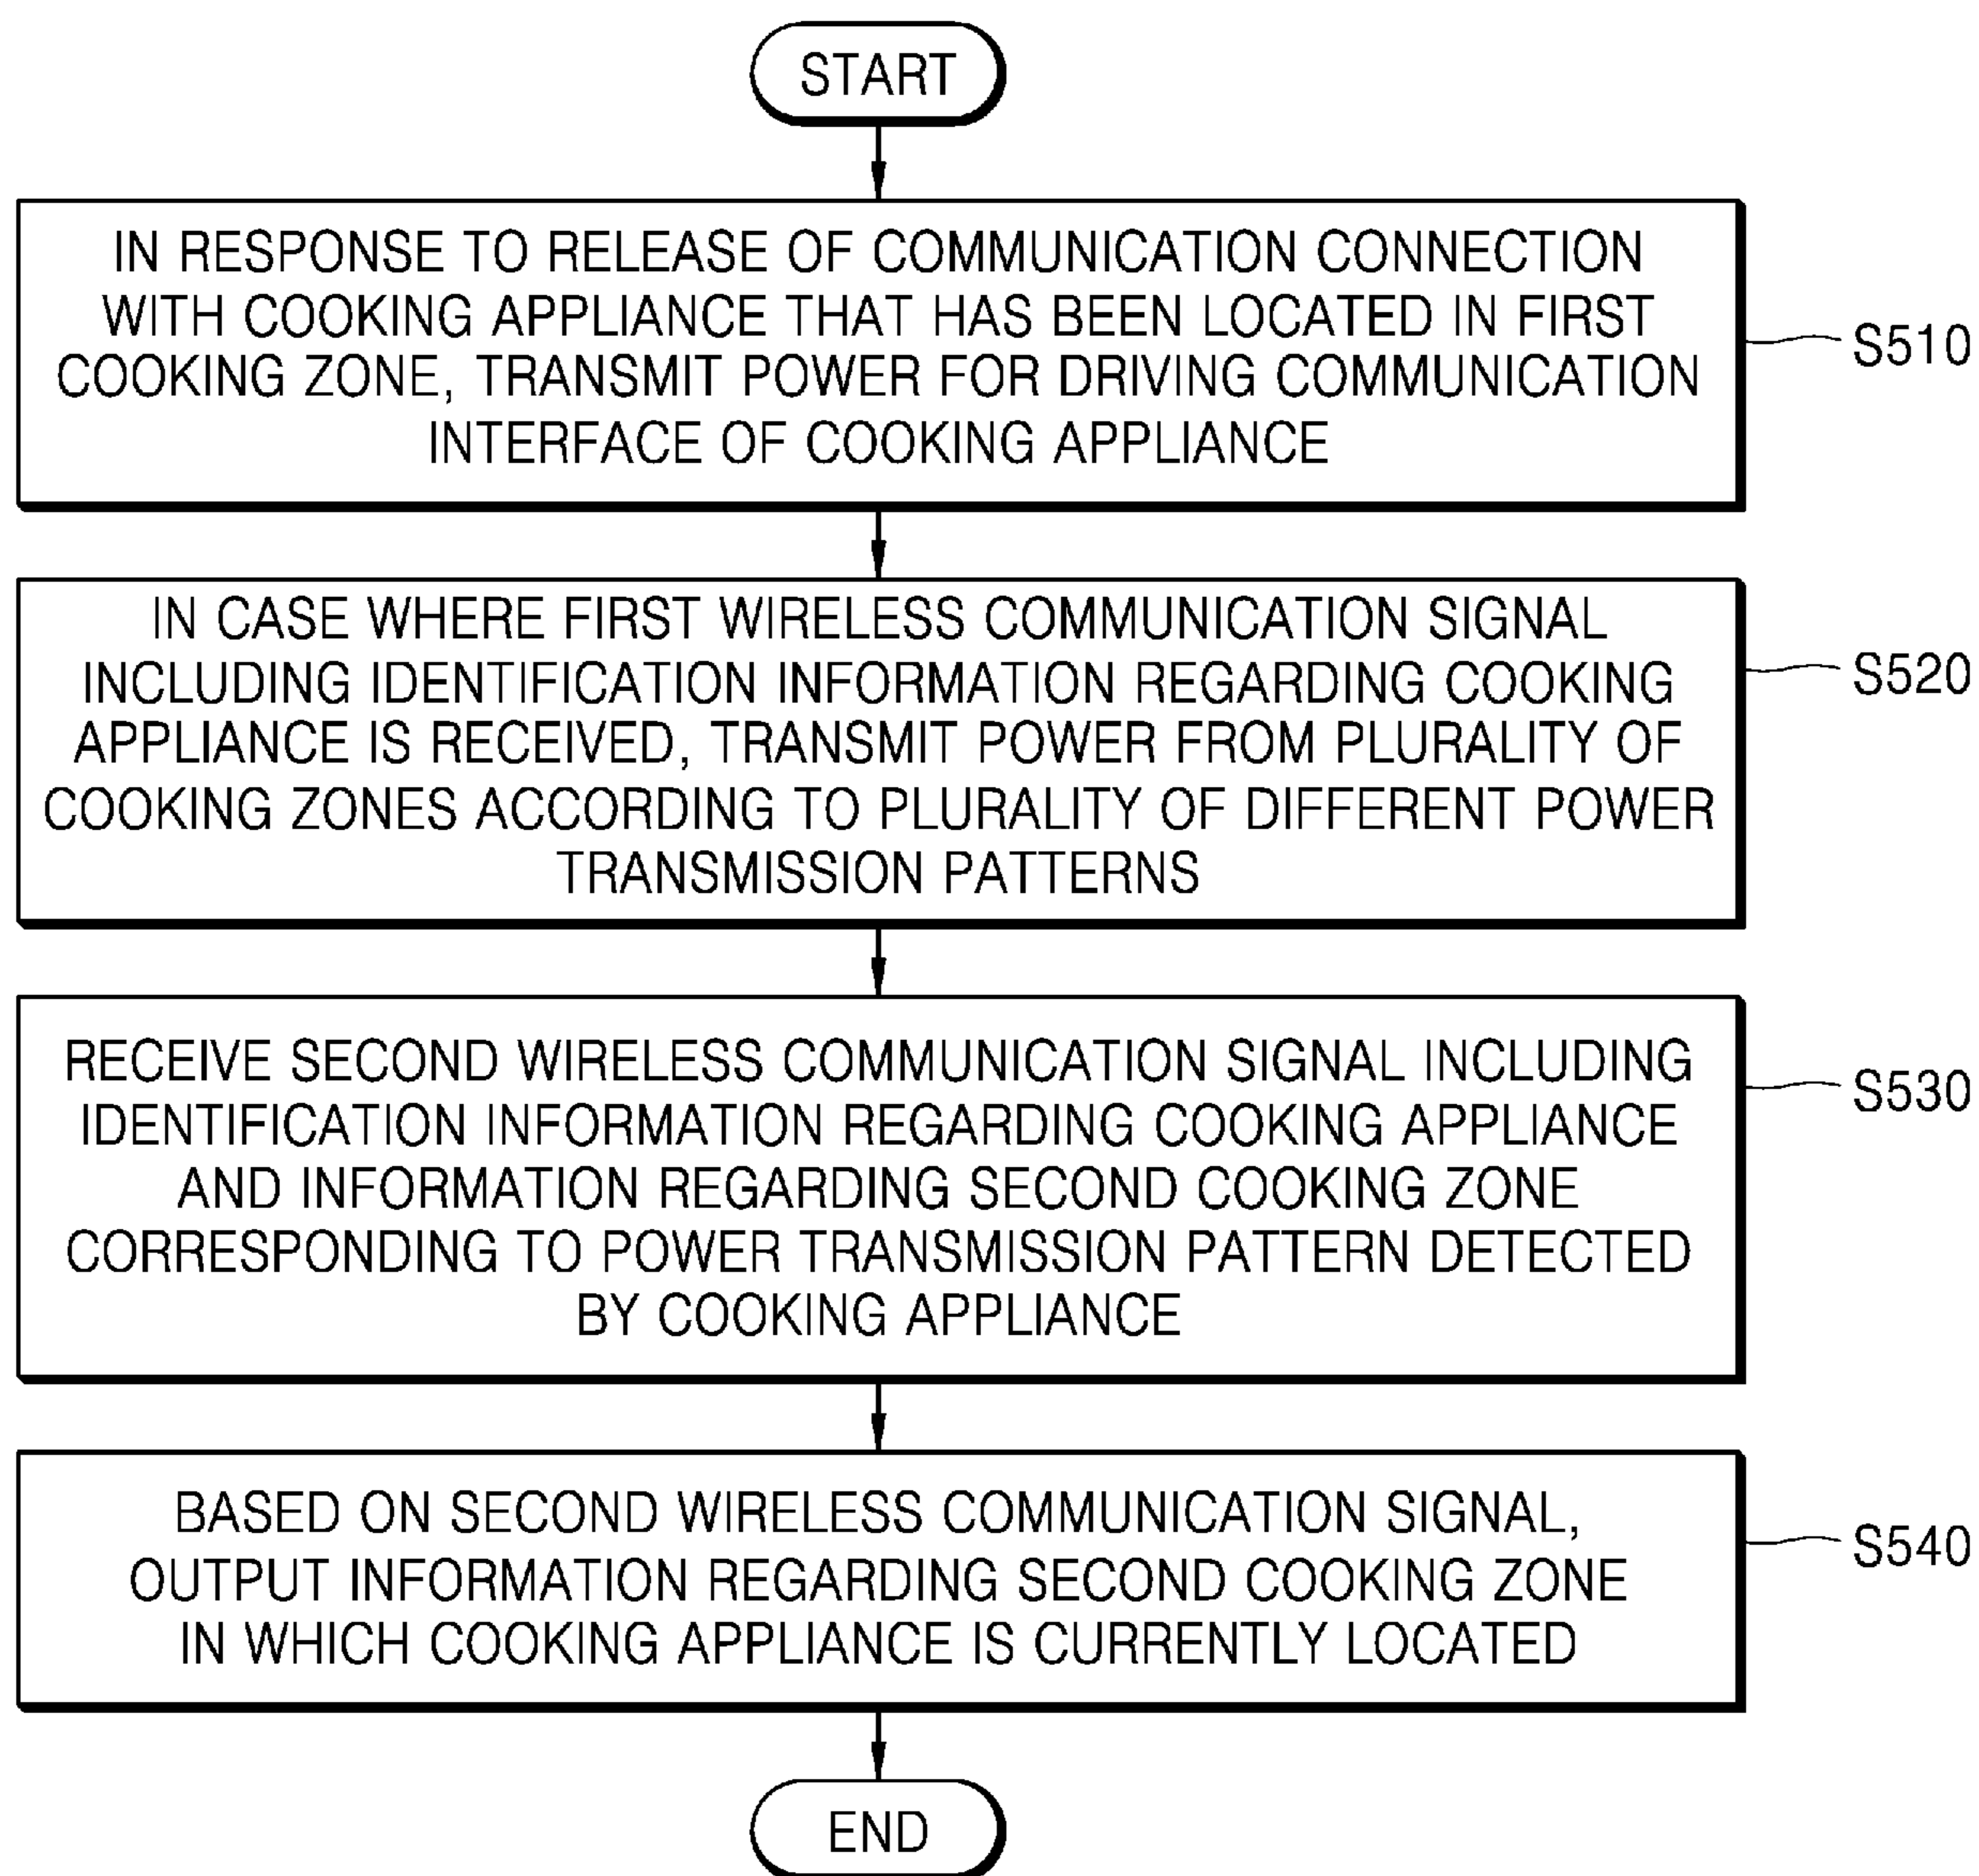 START
IN RESPONSE TO RELEASE OF COMMUNICATION CONNECTION
WITH COOKING APPLIANCE THAT HAS BEEN LOCATED IN FIRST
COOKING ZONE, TRANSMIT POWER FOR DRIVING COMMUNICATION
INTERFACE OF COOKING APPLIANCE
S510
IN CASE WHERE FIRST WIRELESS COMMUNICATION SIGNAL
INCLUDING IDENTIFICATION INFORMATION REGARDING COOKING
APPLIANCE IS RECEIVED, TRANSMIT POWER FROM PLURALITY OF
COOKING ZONES ACCORDING TO PLURALITY OF DIFFERENT POWER
TRANSMISSION PATTERNS
S520
RECEIVE SECOND WIRELESS COMMUNICATION SIGNAL INCLUDING
IDENTIFICATION INFORMATION REGARDING COOKING APPLIANCE
AND INFORMATION REGARDING SECOND COOKING ZONE
CORRESPONDING TO POWER TRANSMISSION PATTERN DETECTED
BY COOKING APPLIANCE
S530
BASED ON SECOND WIRELESS COMMUNICATION SIGNAL,
OUTPUT INFORMATION REGARDING SECOND COOKING ZONE
IN WHICH COOKING APPLIANCE IS CURRENTLY LOCATED
S540
END